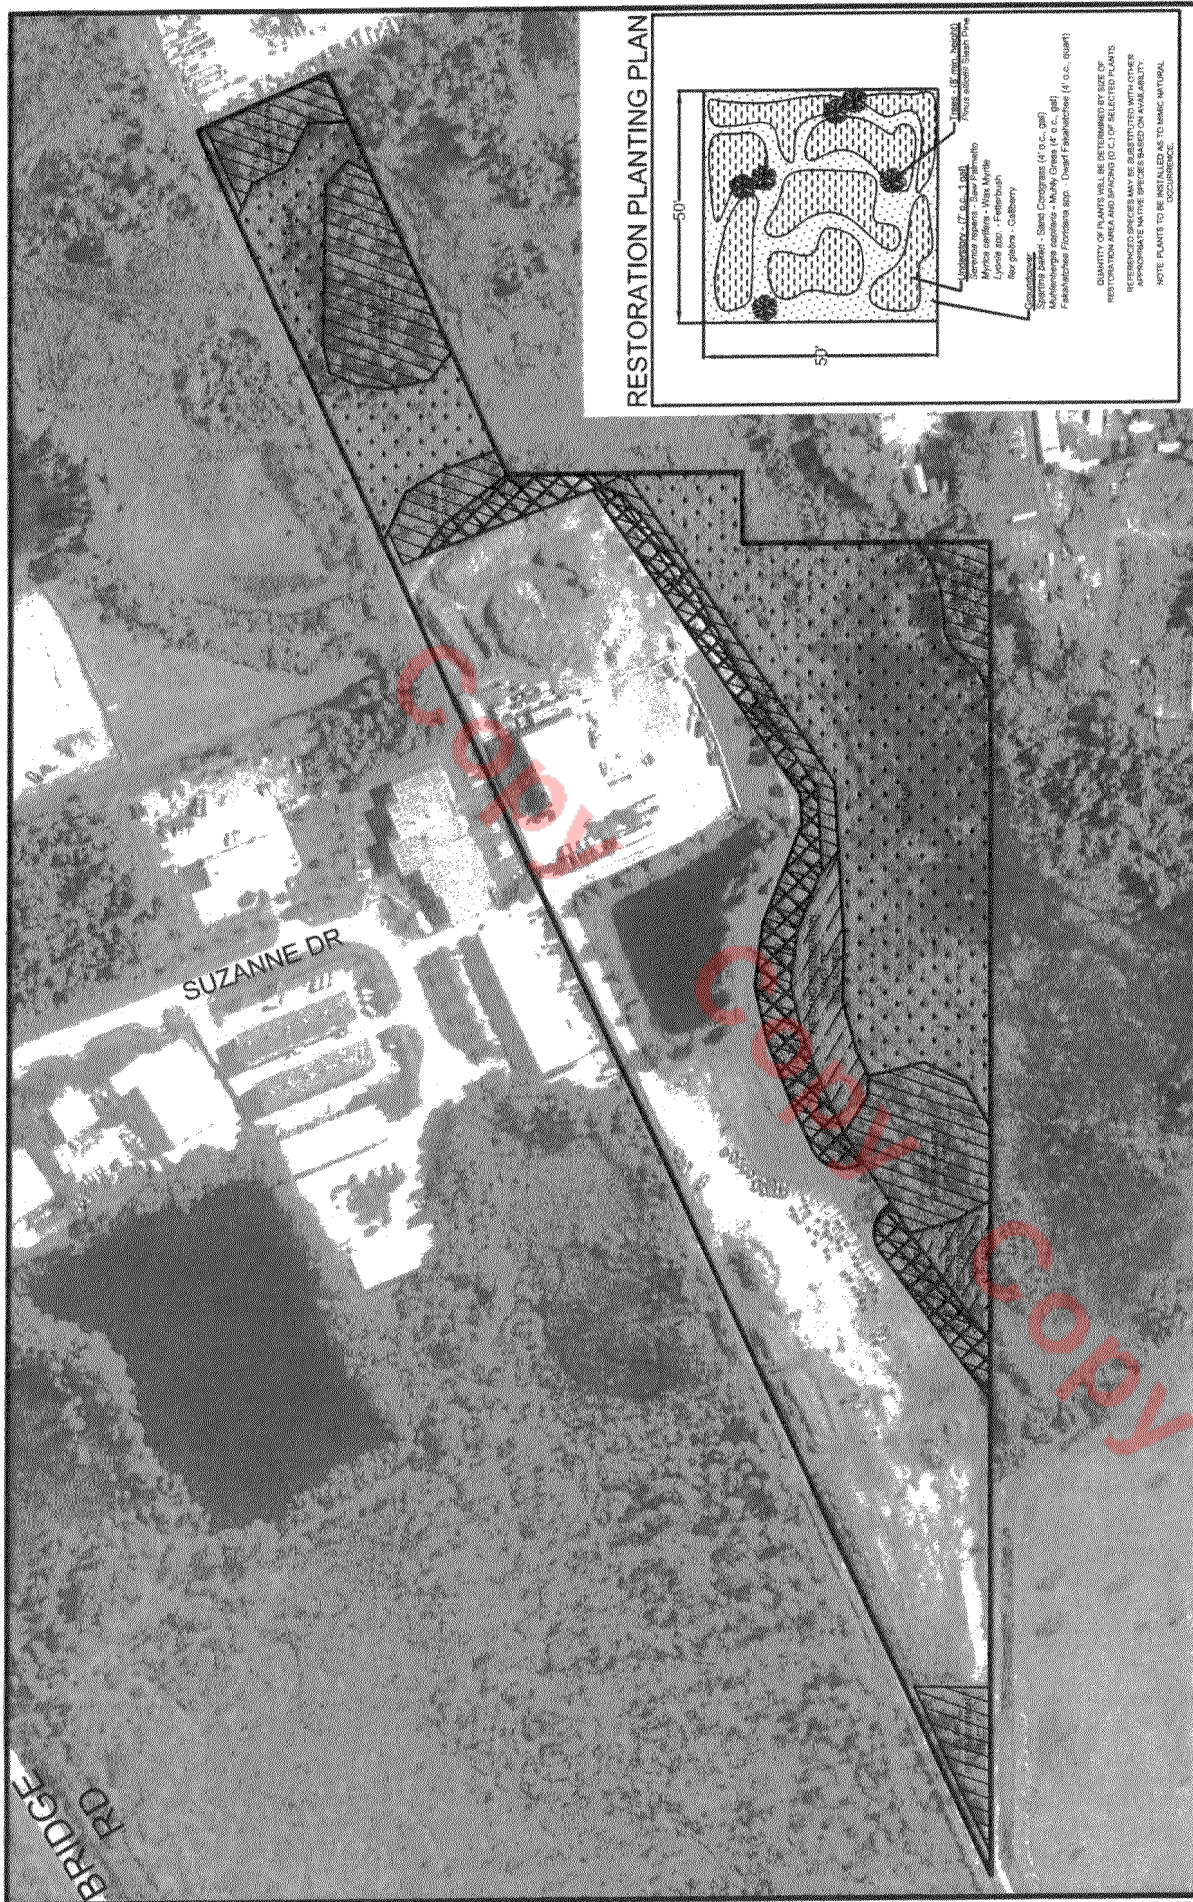 RESTORATION PLANTING PLAN
50'
50'
Trees - (8' min. height)
Pinus elliottii Slash Pine
Understory - (7' o.c. 1 gal)
Serenoa repens - Saw Palmetto
Myrica cerifera - Wax Myrtle
Lyonia spp. - Fetterbush
Ilex glabra - Gallberry
Groundcover
Spartina bakeri - Sand Cordgrass (4' o.c., gal)
Muhlenbergia capillaris - Muhly Grass (4' o.c., gal)
Fakahatchee Floridana spp. - Dwarf Fakahatchee (4' o.c., quart)
QUANTITY OF PLANTS WILL BE DETERMINED BY SIZE OF
RESTORATION AREA AND SPACING (O.C.) OF SELECTED PLANTS.
REFERENCED SPECIES MAY BE SUBSTITUTED WITH OTHER
APPROPRIATE NATIVE SPECIES BASED ON AVAILABILITY.
NOTE: PLANTS TO BE INSTALLED AS TO MIMIC NATURAL
OCCURRENCE.
SUZANNE DR
BRIDGE
RD
Copy
Copy
Copy